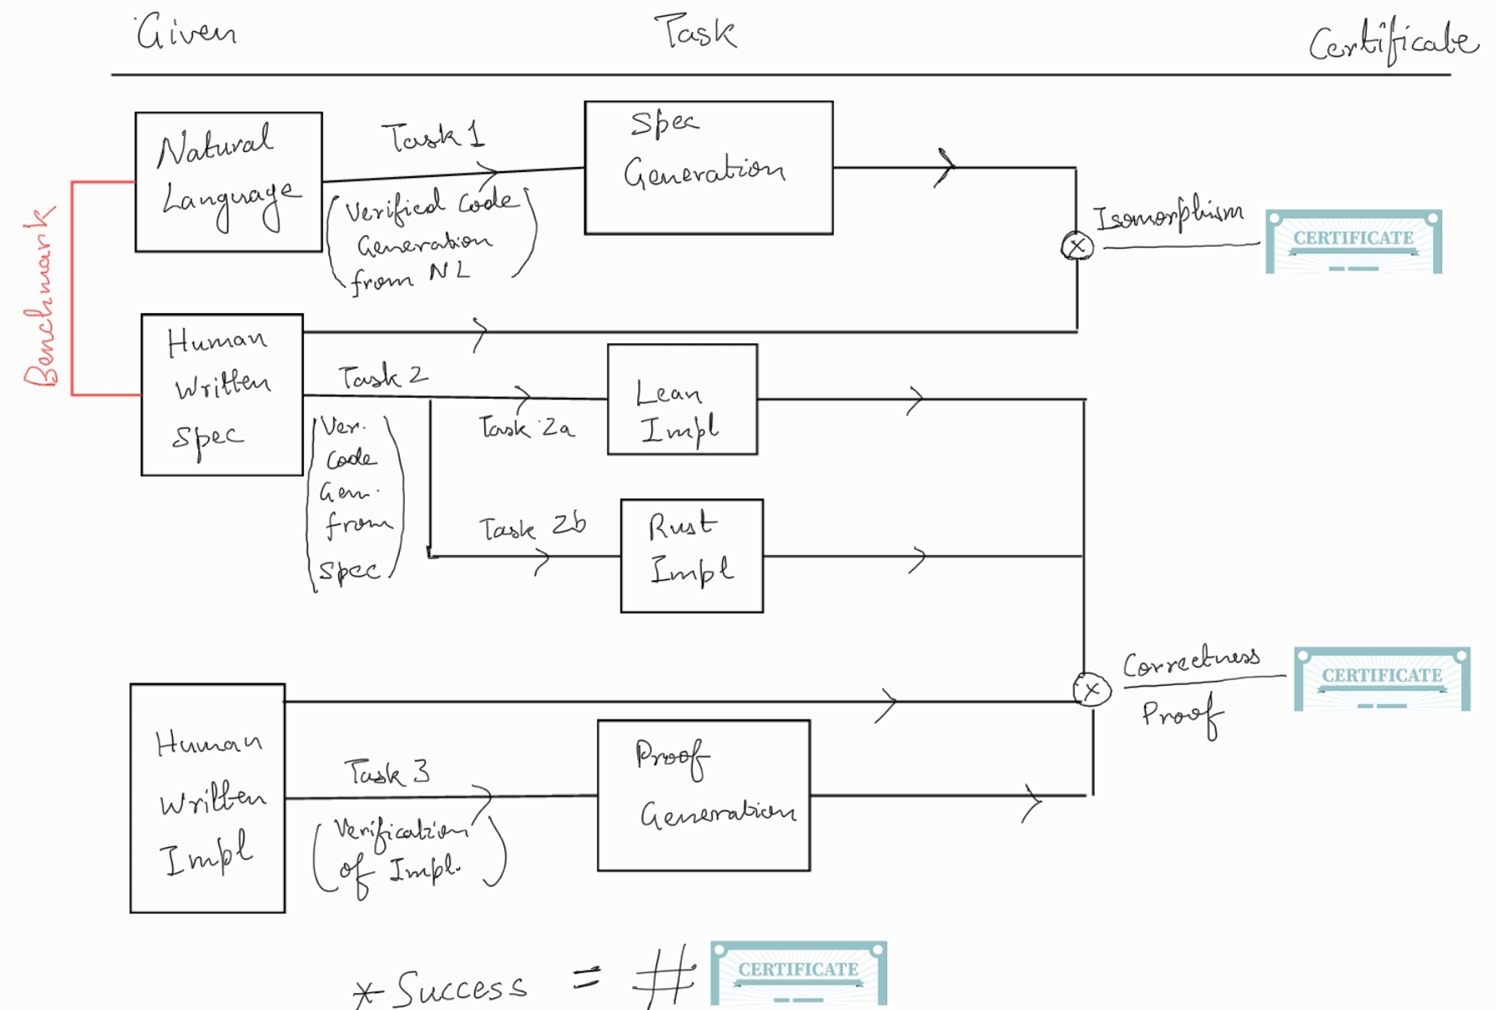 Given
Task
Certificate
Natural
Language
Task 1
(Verified Code
Generation
from NL)
Spec
Generation
Isomorphism
CERTIFICATE
Benchmark
Human
Written
Spec
Task 2
(Ver.
Code
Gen.
from
Spec)
Task 2a
Lean
Impl
Task 2b
Rust
Impl
Correctness
Proof
CERTIFICATE
Human
Written
Impl
Task 3
(Verification
of Impl.)
Proof
Generation
*Success = #
CERTIFICATE